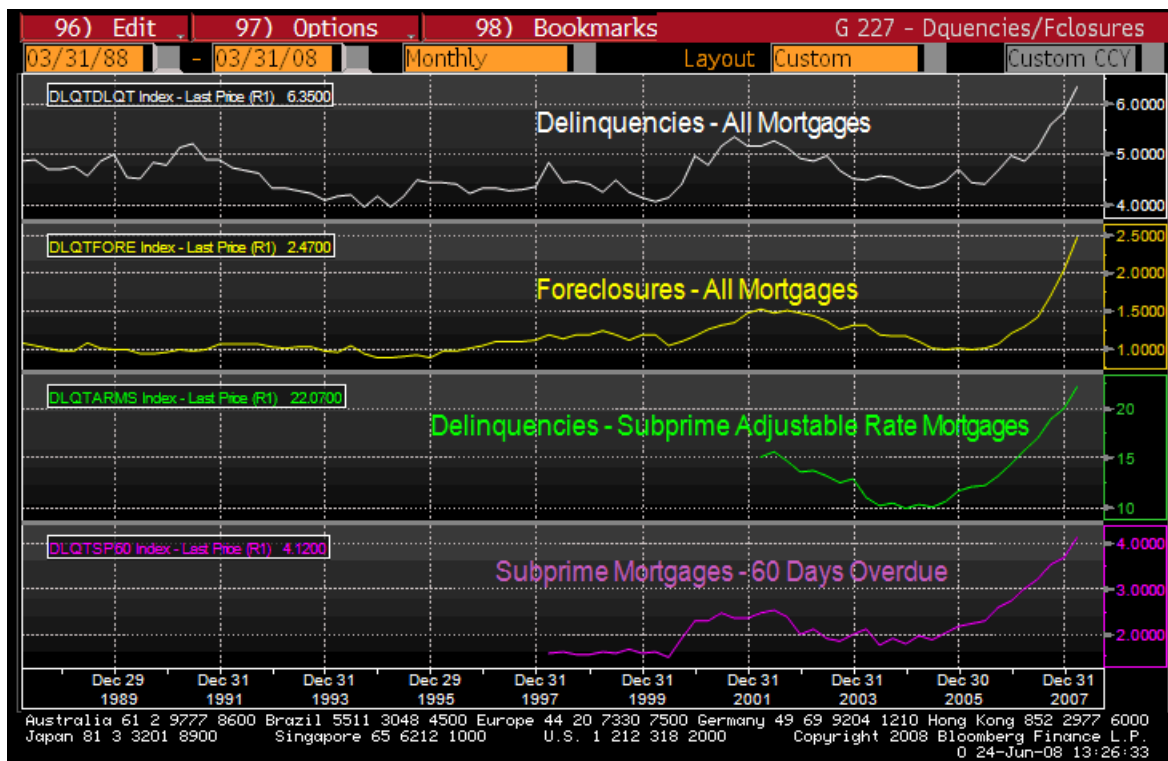 96) Edit 97) Options 98) Bookmarks G 227 - Dquencies/Fclosures
03/31/88 - 03/31/08 Monthly Layout Custom Custom CCY
DLQTDLQT Index - Last Price (R1) 6.3500
Delinquencies - All Mortgages
6.0000
5.0000
4.0000
DLQTFORE Index - Last Price (R1) 2.4700
Foreclosures - All Mortgages
2.5000
2.0000
1.5000
1.0000
DLQTARMS Index - Last Price (R1) 22.0700
Delinquencies - Subprime Adjustable Rate Mortgages
20
15
10
DLQTSP60 Index - Last Price (R1) 4.1200
Subprime Mortgages - 60 Days Overdue
4.0000
3.0000
2.0000
Dec 29 Dec 31 Dec 31 Dec 29 Dec 31 Dec 31 Dec 31 Dec 31 Dec 30 Dec 31
1989 1991 1993 1995 1997 1999 2001 2003 2005 2007
Australia 61 2 9777 8600 Brazil 5511 3048 4500 Europe 44 20 7330 7500 Germany 49 69 9204 1210 Hong Kong 852 2977 6000
Japan 81 3 3201 8900 Singapore 65 6212 1000 U.S. 1 212 318 2000 Copyright 2008 Bloomberg Finance L.P.
0 24-Jun-08 13:26:33